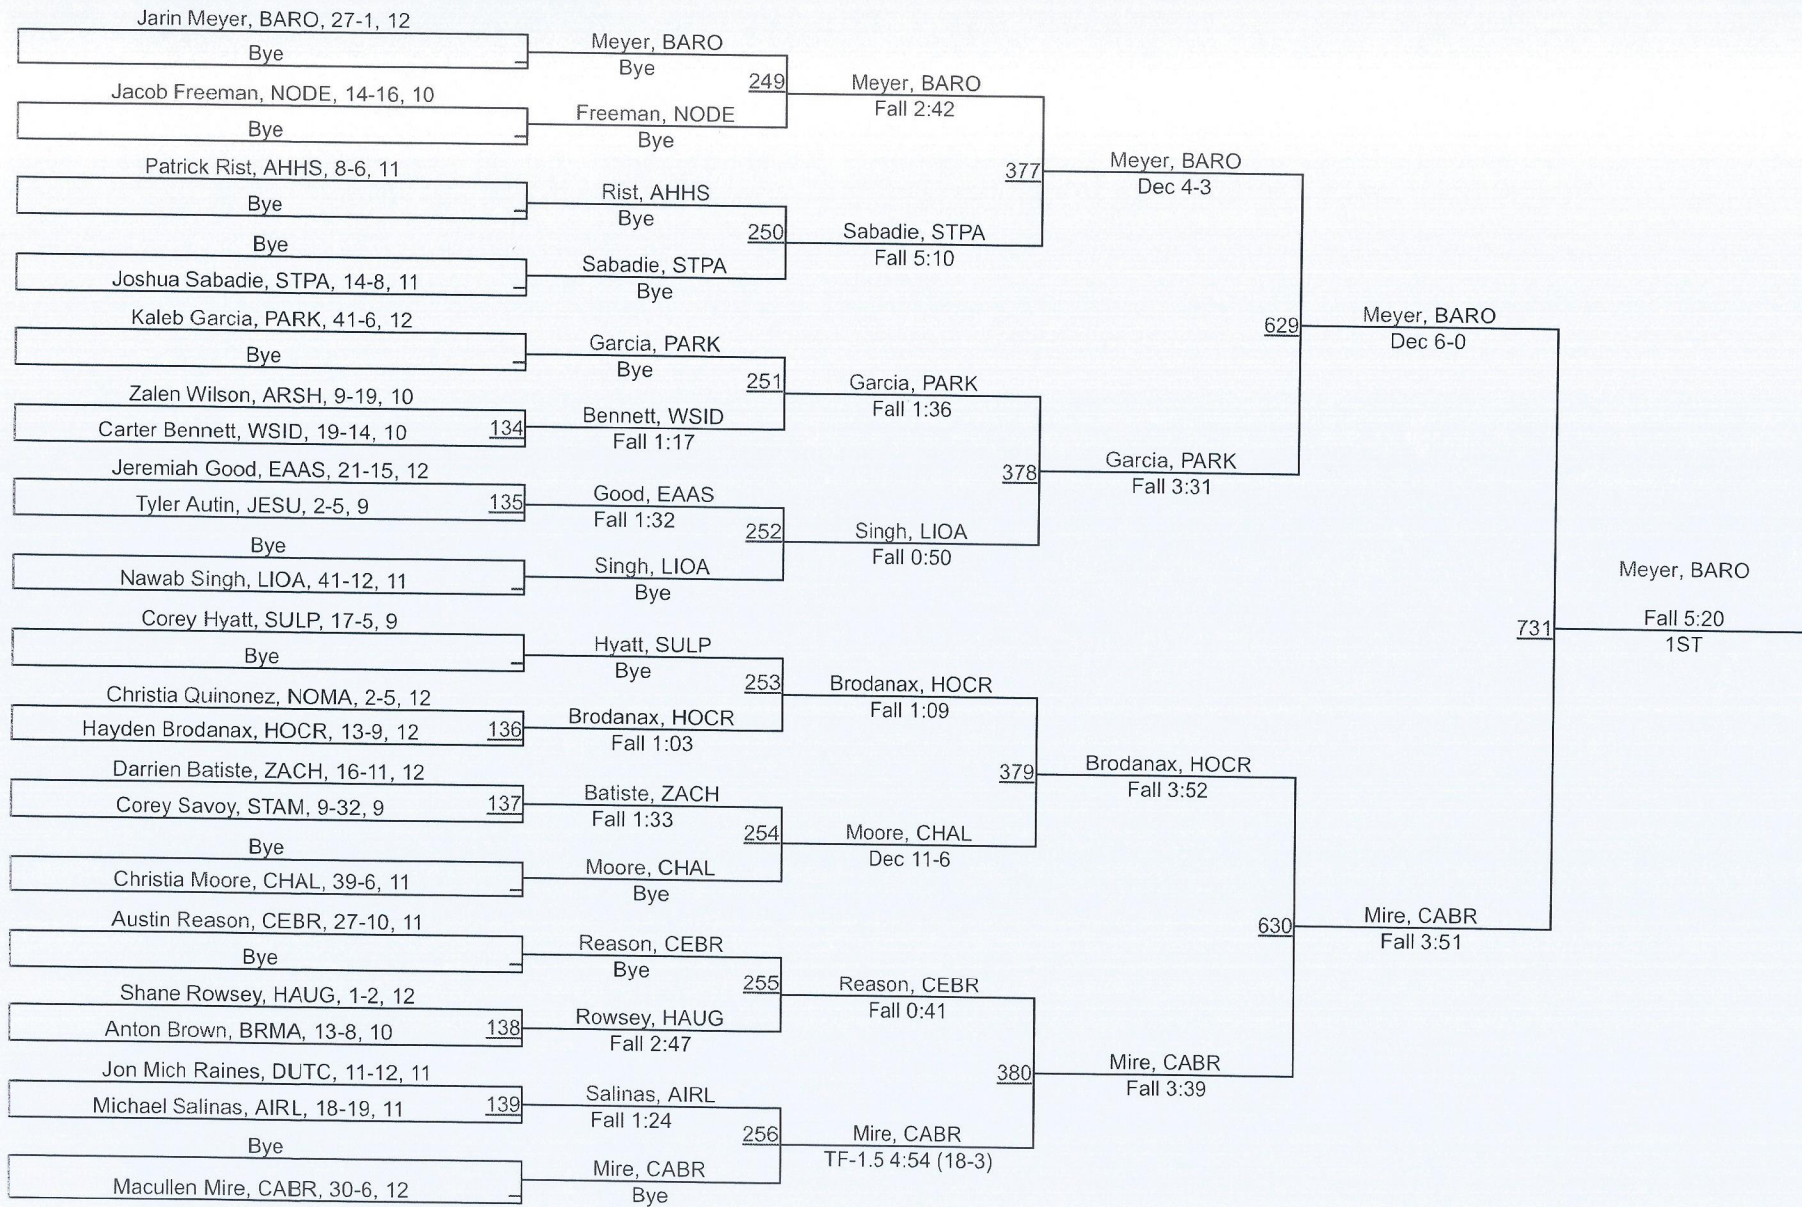 Jarin Meyer, BARO, 27-1, 12
Bye
Jacob Freeman, NODE, 14-16, 10
Bye
Patrick Rist, AHHS, 8-6, 11
Bye
Bye
Joshua Sabadie, STPA, 14-8, 11
Kaleb Garcia, PARK, 41-6, 12
Bye
Zalen Wilson, ARSH, 9-19, 10
Carter Bennett, WSID, 19-14, 10
134
Jeremiah Good, EAAS, 21-15, 12
Tyler Autin, JESU, 2-5, 9
135
Bye
Nawab Singh, LIOA, 41-12, 11
Corey Hyatt, SULP, 17-5, 9
Bye
Christia Quinonez, NOMA, 2-5, 12
Hayden Brodanax, HOCR, 13-9, 12
136
Darrien Batiste, ZACH, 16-11, 12
Corey Savoy, STAM, 9-32, 9
137
Bye
Christia Moore, CHAL, 39-6, 11
Austin Reason, CEBR, 27-10, 11
Bye
Shane Rowsey, HAUG, 1-2, 12
Anton Brown, BRMA, 13-8, 10
138
Jon Mich Raines, DUTC, 11-12, 11
Michael Salinas, AIRL, 18-19, 11
139
Bye
Macullen Mire, CABR, 30-6, 12
Meyer, BARO
Bye
249
Freeman, NODE
Bye
Rist, AHHS
Bye
250
Sabadie, STPA
Bye
Garcia, PARK
Bye
251
Bennett, WSID
Fall 1:17
Good, EAAS
Fall 1:32
252
Singh, LIOA
Bye
Hyatt, SULP
Bye
253
Brodanax, HOCR
Fall 1:03
Batiste, ZACH
Fall 1:33
254
Moore, CHAL
Bye
Reason, CEBR
Bye
255
Rowsey, HAUG
Fall 2:47
Salinas, AIRL
Fall 1:24
256
Mire, CABR
Bye
Meyer, BARO
Fall 2:42
377
Sabadie, STPA
Fall 5:10
Garcia, PARK
Fall 1:36
378
Singh, LIOA
Fall 0:50
Brodanax, HOCR
Fall 1:09
379
Moore, CHAL
Dec 11-6
Reason, CEBR
Fall 0:41
380
Mire, CABR
TF-1.5 4:54 (18-3)
Meyer, BARO
Dec 4-3
629
Garcia, PARK
Fall 3:31
Brodanax, HOCR
Fall 3:52
630
Mire, CABR
Fall 3:39
Meyer, BARO
Dec 6-0
731
Mire, CABR
Fall 3:51
Meyer, BARO
Fall 5:20
1ST